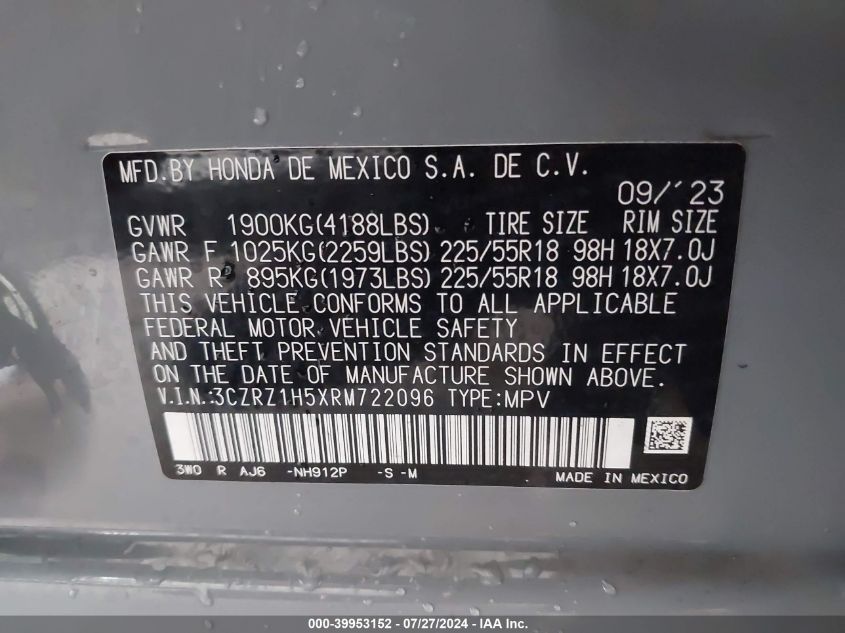 MFD.BY HONDA DE MEXICO S.A. DE C.V.
09/'23
GVWR 1900KG(4188LBS) TIRE SIZE RIM SIZE
GAWR F 1025KG(2259LBS) 225/55R18 98H 18X7.0J
GAWR R 895KG(1973LBS) 225/55R18 98H 18X7.0J
THIS VEHICLE CONFORMS TO ALL APPLICABLE
FEDERAL MOTOR VEHICLE SAFETY
AND THEFT PREVENTION STANDARDS IN EFFECT
ON THE DATE OF MANUFACTURE SHOWN ABOVE.
V.I.N.:3CZRZ1H5XRM722096 TYPE:MPV
3W0 R AJ6 -NH912P -S -M MADE IN MEXICO
000-39953152 / 07/27/2024 - IAA Inc.